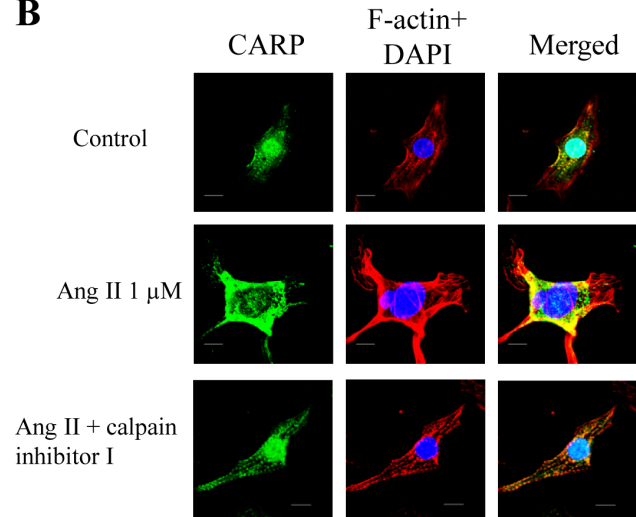 B
CARP
F-actin+
DAPI
Merged
Control
Ang II 1 µM
Ang II + calpain
inhibitor I